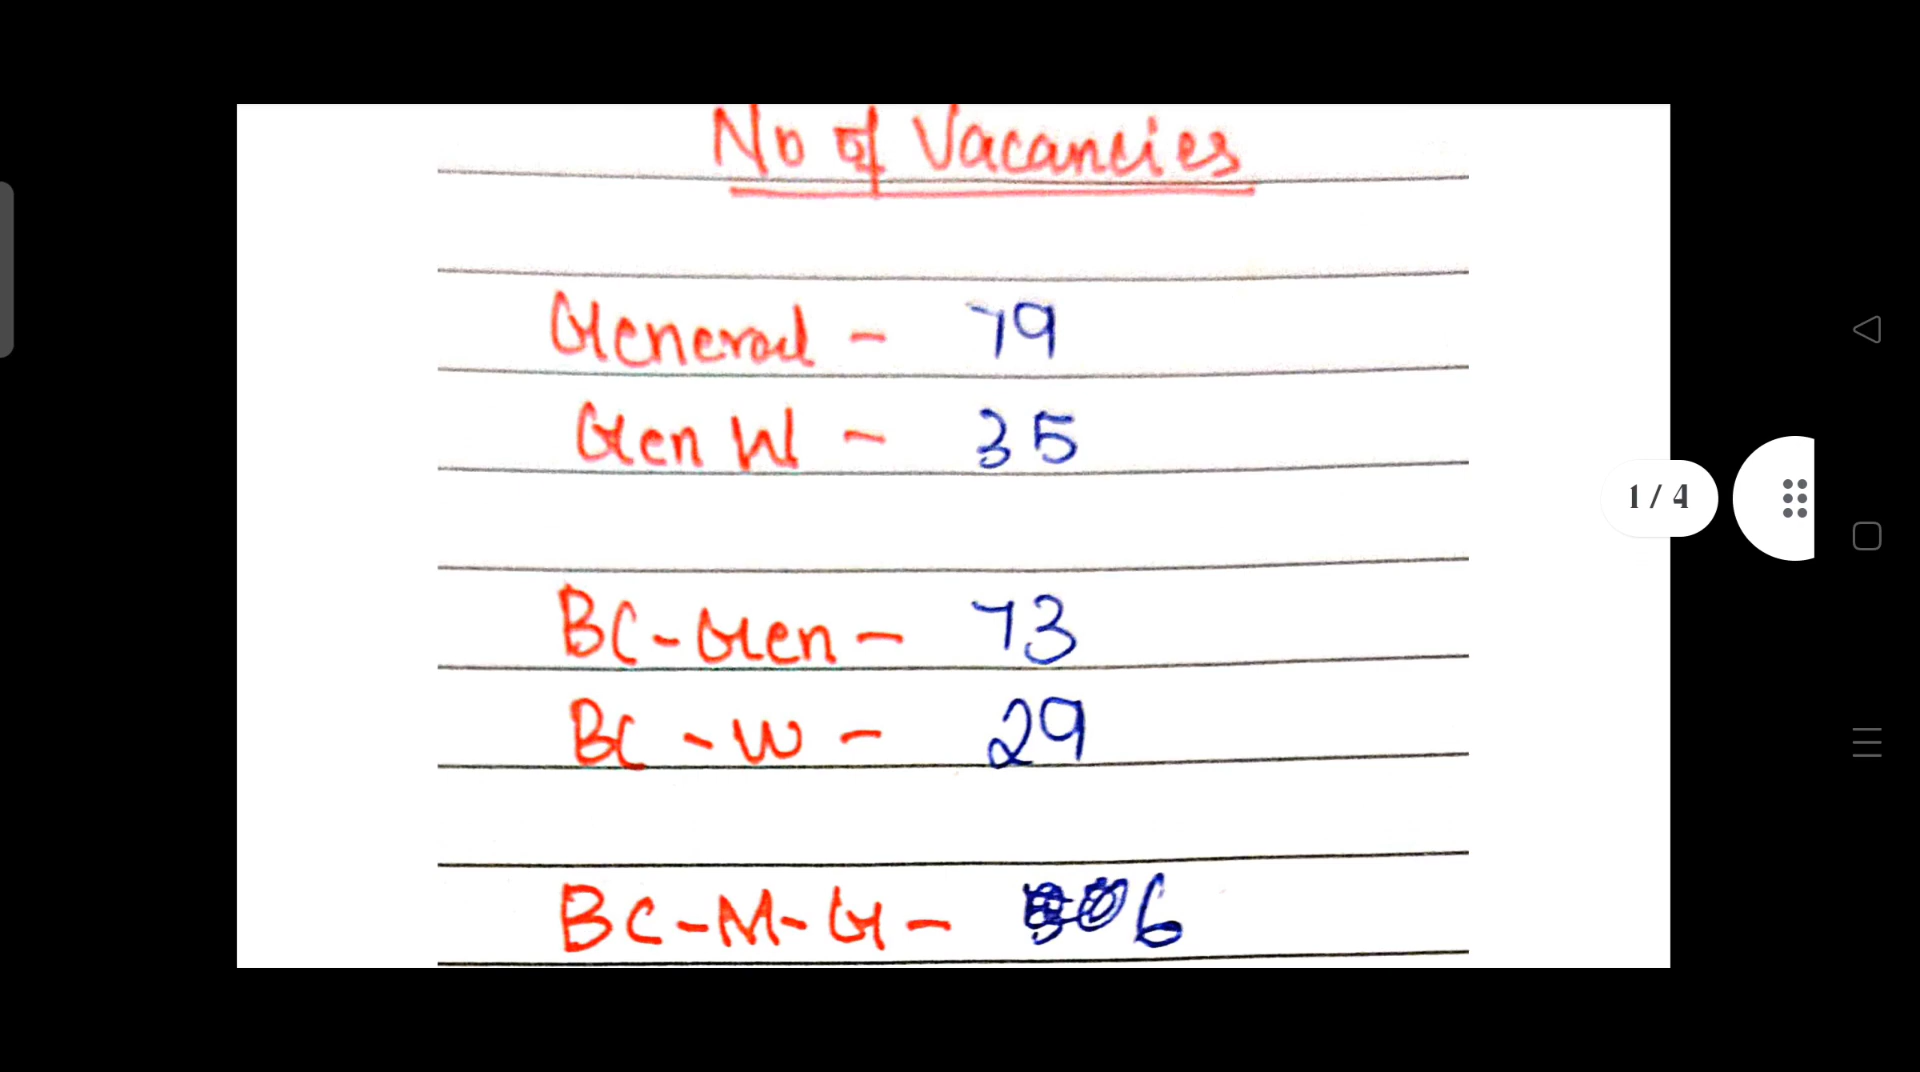 No of Vacancies
General - 79
Gen W - 35
1 / 4
BC-Gen - 73
BC - W - 29
BC-M-G - 6